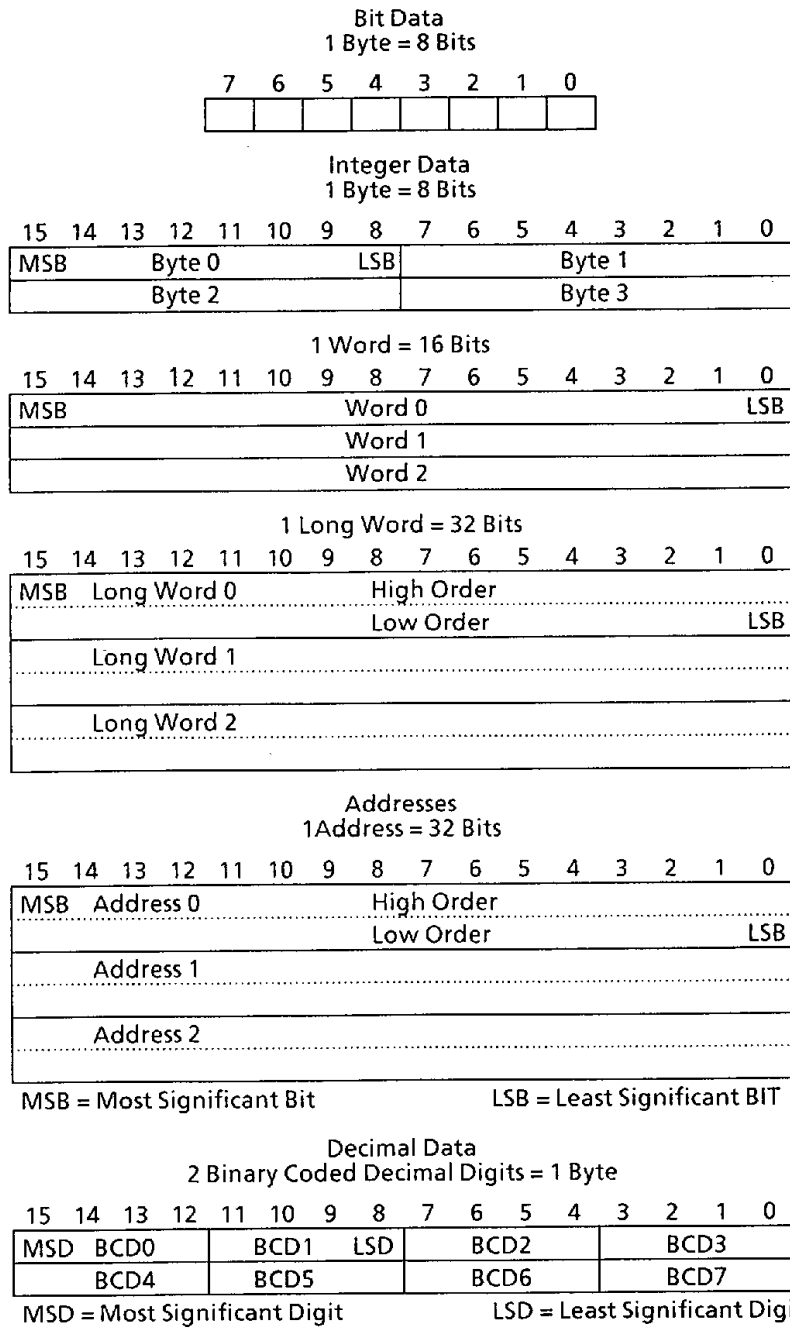 Bit Data
1 Byte = 8 Bits
7 6 5 4 3 2 1 0
Integer Data
1 Byte = 8 Bits
15 14 13 12 11 10 9 8 7 6 5 4 3 2 1 0
MSB Byte 0 LSB Byte 1
Byte 2 Byte 3
1 Word = 16 Bits
15 14 13 12 11 10 9 8 7 6 5 4 3 2 1 0
MSB Word 0 LSB
Word 1
Word 2
1 Long Word = 32 Bits
15 14 13 12 11 10 9 8 7 6 5 4 3 2 1 0
MSB Long Word 0 High Order
Low Order LSB
Long Word 1
Long Word 2
Addresses
1Address = 32 Bits
15 14 13 12 11 10 9 8 7 6 5 4 3 2 1 0
MSB Address 0 High Order
Low Order LSB
Address 1
Address 2
MSB = Most Significant Bit LSB = Least Significant BIT
Decimal Data
2 Binary Coded Decimal Digits = 1 Byte
15 14 13 12 11 10 9 8 7 6 5 4 3 2 1 0
MSD BCD0 BCD1 LSD BCD2 BCD3
BCD4 BCD5 BCD6 BCD7
MSD = Most Significant Digit LSD = Least Significant Digi